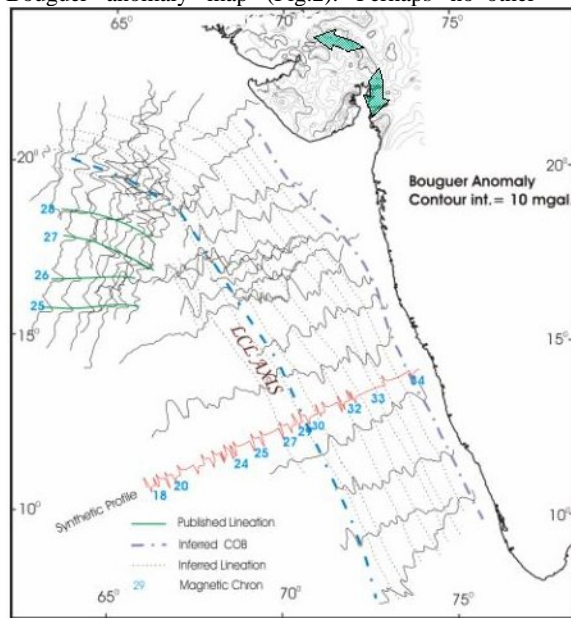 Bouguer anomaly map (Fig.2). Perhaps no other
65 70 75
20° 20
Bouguer Anomaly
Contour int. = 10 mgal.
28
27
26
25
15° 15°
LCL AXIS
34
33
32
30
29
27
25
24
20
18
Synthetic Profile
10° 10°
Published Lineation
Inferred COB
Inferred Lineation
29 Magnetic Chron
65° 70° 75°